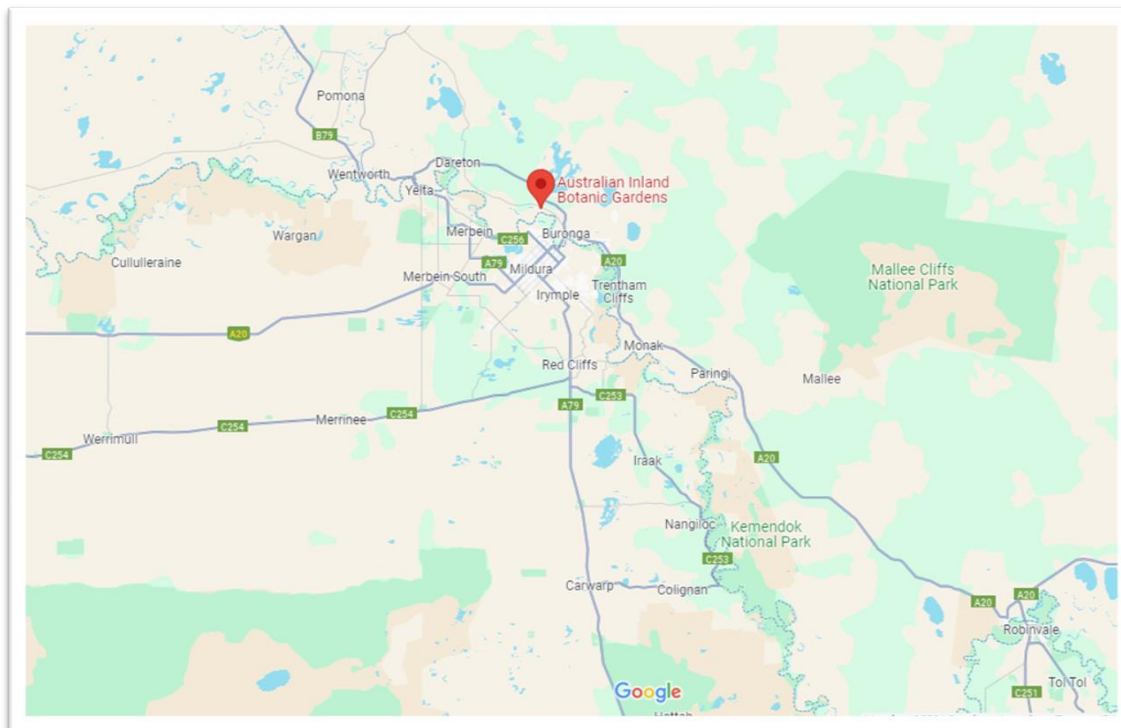 Pomona
B79
Dareton
Wentworth
Yelta
Australian Inland
Botanic Gardens
Merbein
C256
Buronga
Wargan
Cullulleraine
A79
Mildura
A20
Merbein South
Mallee Cliffs
National Park
Trentham
Cliffs
Irymple
A20
Monak
Red Cliffs
Paringi
Mallee
C253
A79
C254
Merrinee
C254
Werrimull
C254
A20
Iraak
Nangiloc
Kemendok
National Park
C253
Carwarp
Colignan
A20
A20
Robinvale
Tol Tol
Google
C251